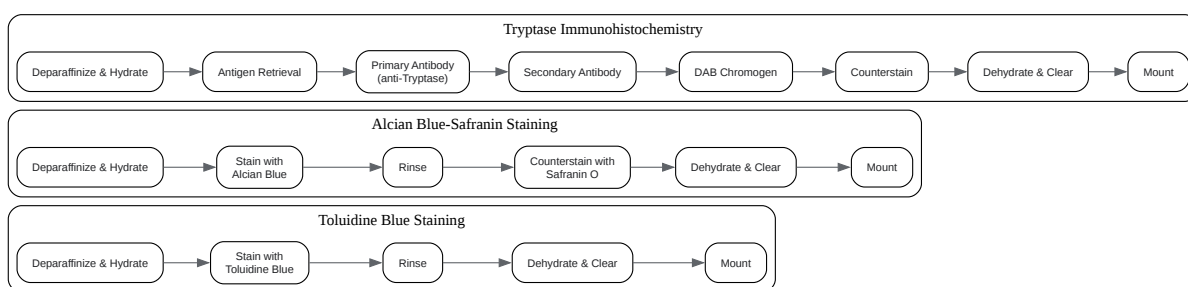 Tryptase Immunohistochemistry
Deparaffinize & Hydrate
Antigen Retrieval
Primary Antibody
(anti-Tryptase)
Secondary Antibody
DAB Chromogen
Counterstain
Dehydrate & Clear
Mount
Alcian Blue-Safranin Staining
Deparaffinize & Hydrate
Stain with
Alcian Blue
Rinse
Counterstain with
Safranin O
Dehydrate & Clear
Mount
Toluidine Blue Staining
Deparaffinize & Hydrate
Stain with
Toluidine Blue
Rinse
Dehydrate & Clear
Mount